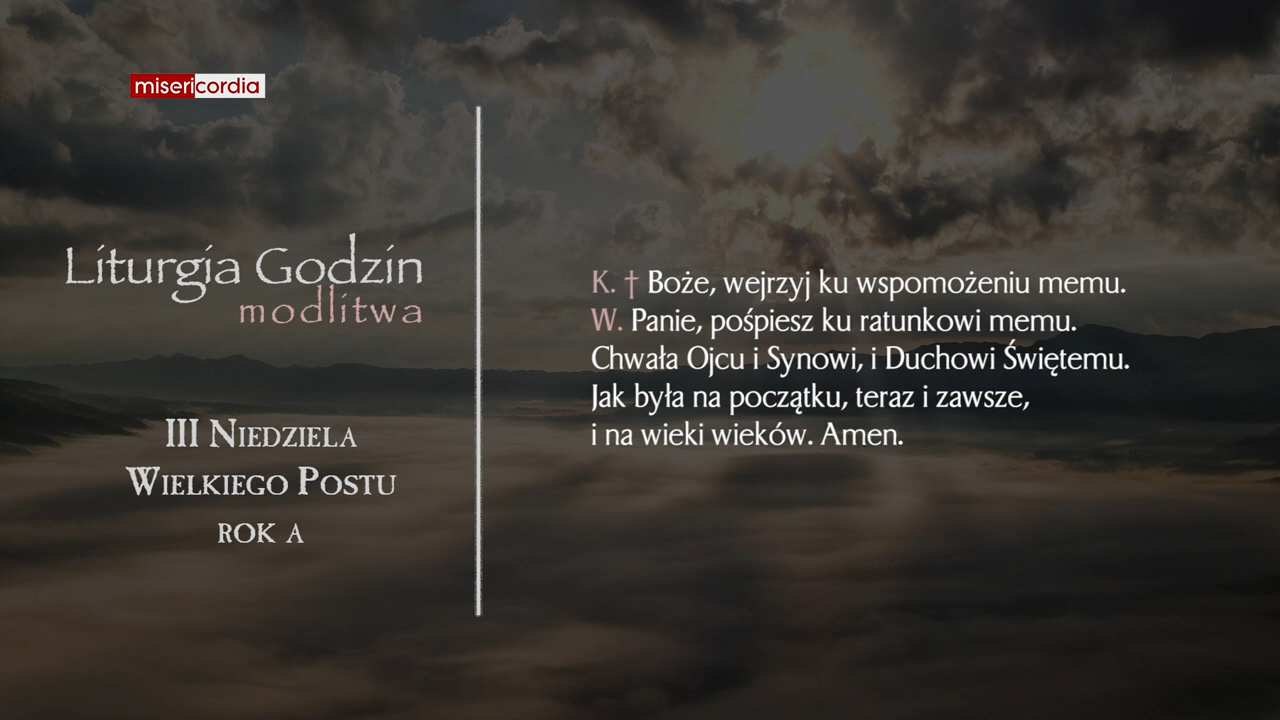 misericordia
Liturgia Godzin
modlitwa
III Niedziela
Wielkiego Postu
rok A
K. † Boże, wejrzyj ku wspomożeniu memu.
W. Panie, pośpiesz ku ratunkowi memu.
Chwała Ojcu i Synowi, i Duchowi Świętemu.
Jak była na początku, teraz i zawsze,
i na wieki wieków. Amen.